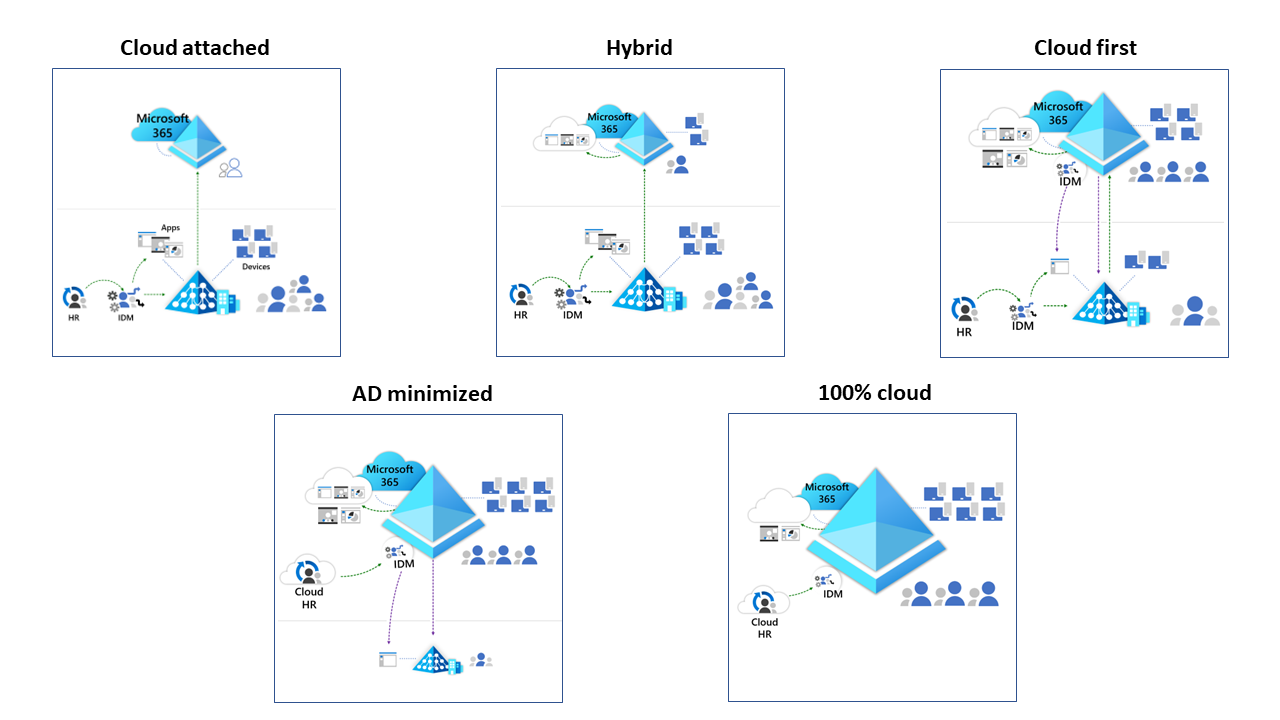 Cloud attached
Microsoft
365
Apps
Devices
HR
IDM
Hybrid
Microsoft
365
HR
IDM
Cloud first
Microsoft
365
IDM
HR
IDM
AD minimized
Microsoft
365
IDM
Cloud
HR
100% cloud
Microsoft
365
IDM
Cloud
HR